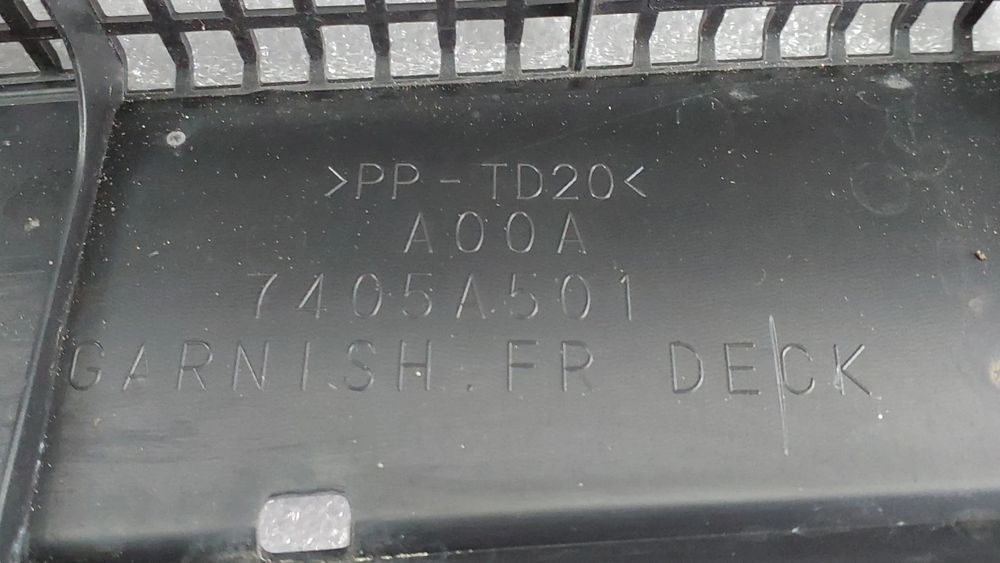 >PP-TD20<
A00A
7405A501
GARNISH.FR DECK